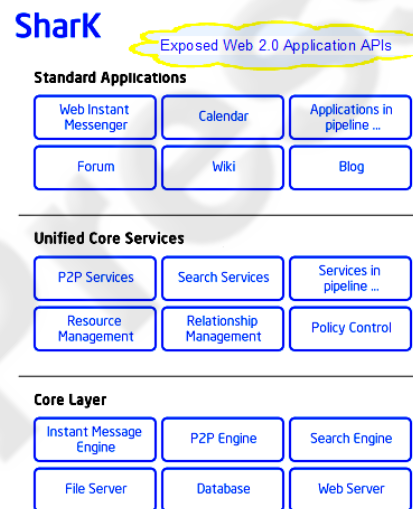 SharK
Exposed Web 2.0 Application APIs
Standard Applications
Web Instant
Messenger
Calendar
Applications in
pipeline ...
Forum
Wiki
Blog
Unified Core Services
P2P Services
Search Services
Services in
pipeline ...
Resource
Management
Relationship
Management
Policy Control
Core Layer
Instant Message
Engine
P2P Engine
Search Engine
File Server
Database
Web Server